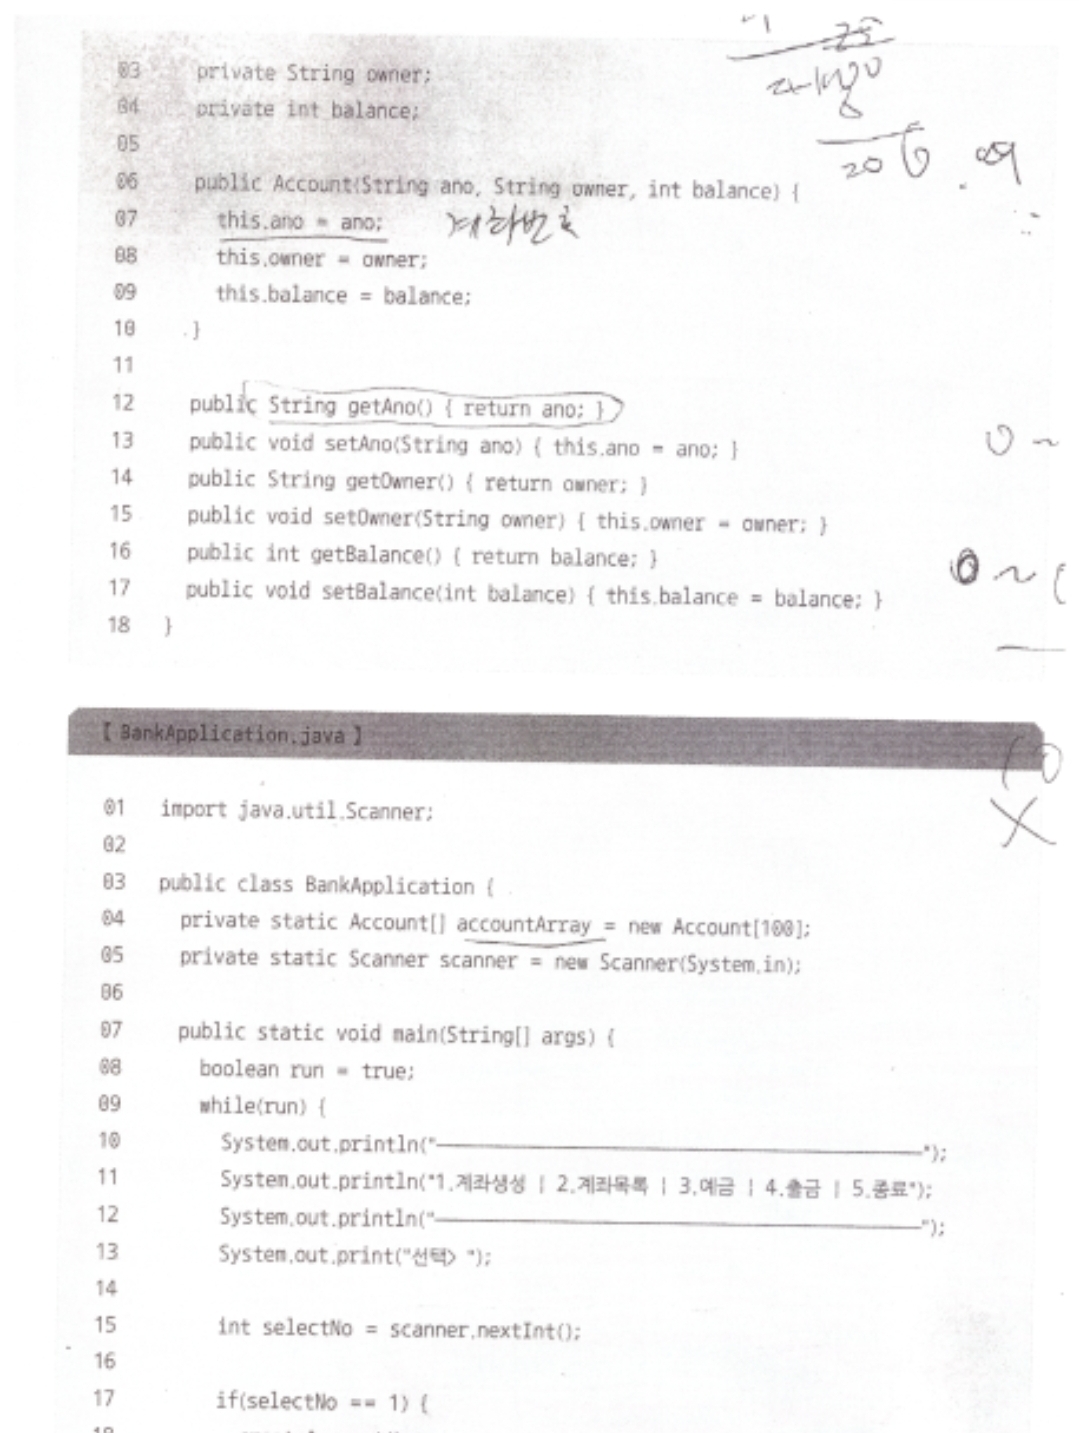 03 private String owner;
04 private int balance;
05
06 public Account(String ano, String owner, int balance) {
07 this.ano = ano; 계좌번호
08 this.owner = owner;
09 this.balance = balance;
10 }
11
12 public String getAno() { return ano; }
13 public void setAno(String ano) { this.ano = ano; }
14 public String getOwner() { return owner; }
15 public void setOwner(String owner) { this.owner = owner; }
16 public int getBalance() { return balance; }
17 public void setBalance(int balance) { this.balance = balance; }
18 }
【 BankApplication.java 】
01 import java.util.Scanner;
02
03 public class BankApplication {
04 private static Account[] accountArray = new Account[100];
05 private static Scanner scanner = new Scanner(System.in);
06
07 public static void main(String[] args) {
08 boolean run = true;
09 while(run) {
10 System.out.println("――――――――――――――――――――");
11 System.out.println("1.계좌생성 | 2.계좌목록 | 3.예금 | 4.출금 | 5.종료");
12 System.out.println("――――――――――――――――――――");
13 System.out.print("선택> ");
14
15 int selectNo = scanner.nextInt();
16
17 if(selectNo == 1) {